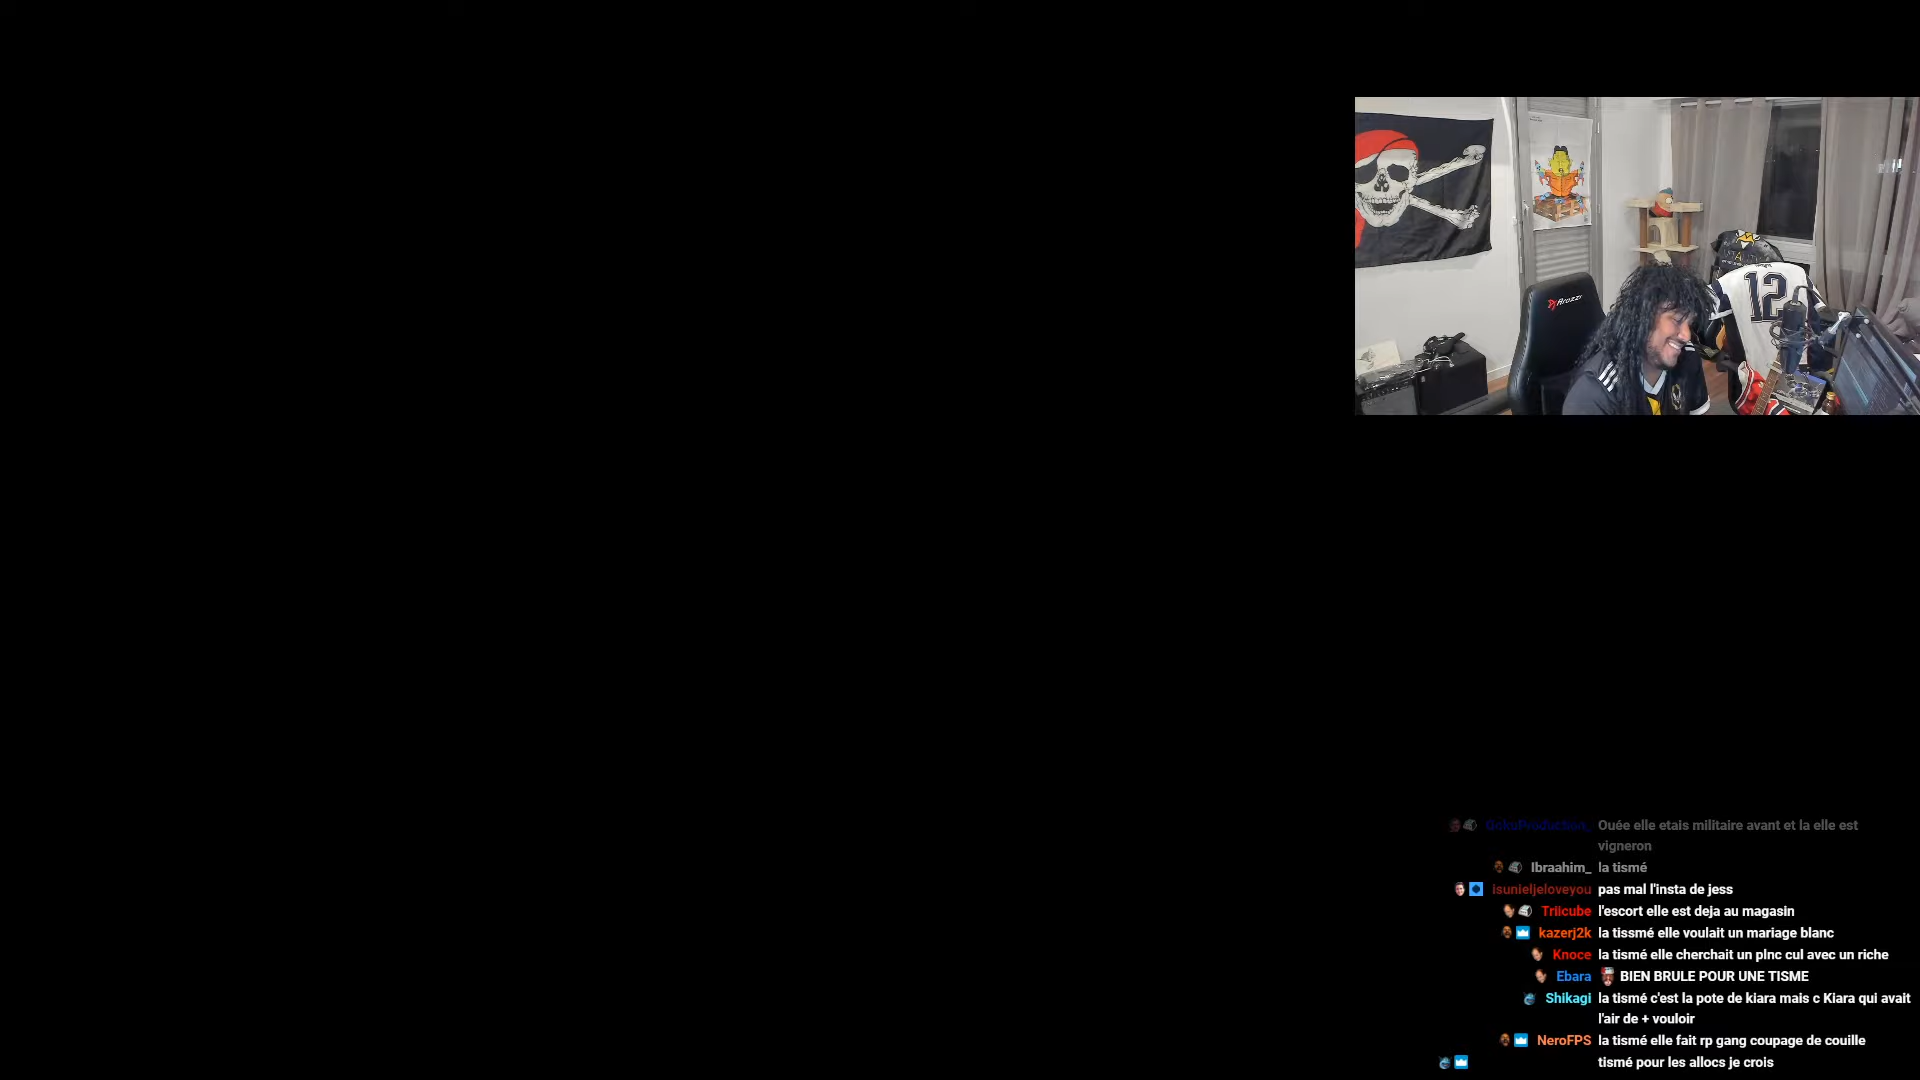 Arozzi
12
GokuProduction_ Ouée elle etais militaire avant et la elle est
vigneron
Ibraahim_ la tismé
isunieljeloveyou pas mal l'insta de jess
Triicube l'escort elle est deja au magasin
kazerj2k la tissmé elle voulait un mariage blanc
Knoce la tismé elle cherchait un plnc cul avec un riche
Ebara BIEN BRULE POUR UNE TISME
Shikagi la tismé c'est la pote de kiara mais c Kiara qui avait
l'air de + vouloir
NeroFPS la tismé elle fait rp gang coupage de couille
tismé pour les allocs je crois